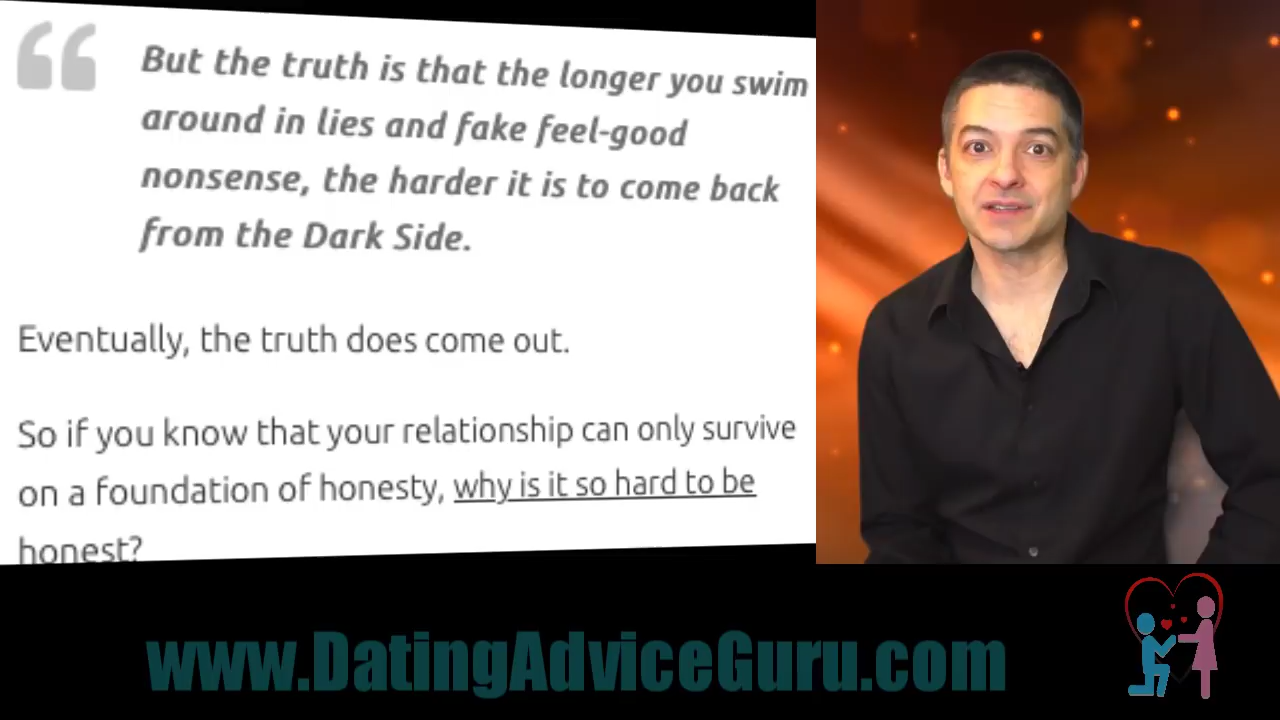 But the truth is that the longer you swim
around in lies and fake feel-good
nonsense, the harder it is to come back
from the Dark Side.
Eventually, the truth does come out.
So if you know that your relationship can only survive
on a foundation of honesty, why is it so hard to be
honest?
www.DatingAdviceGuru.com